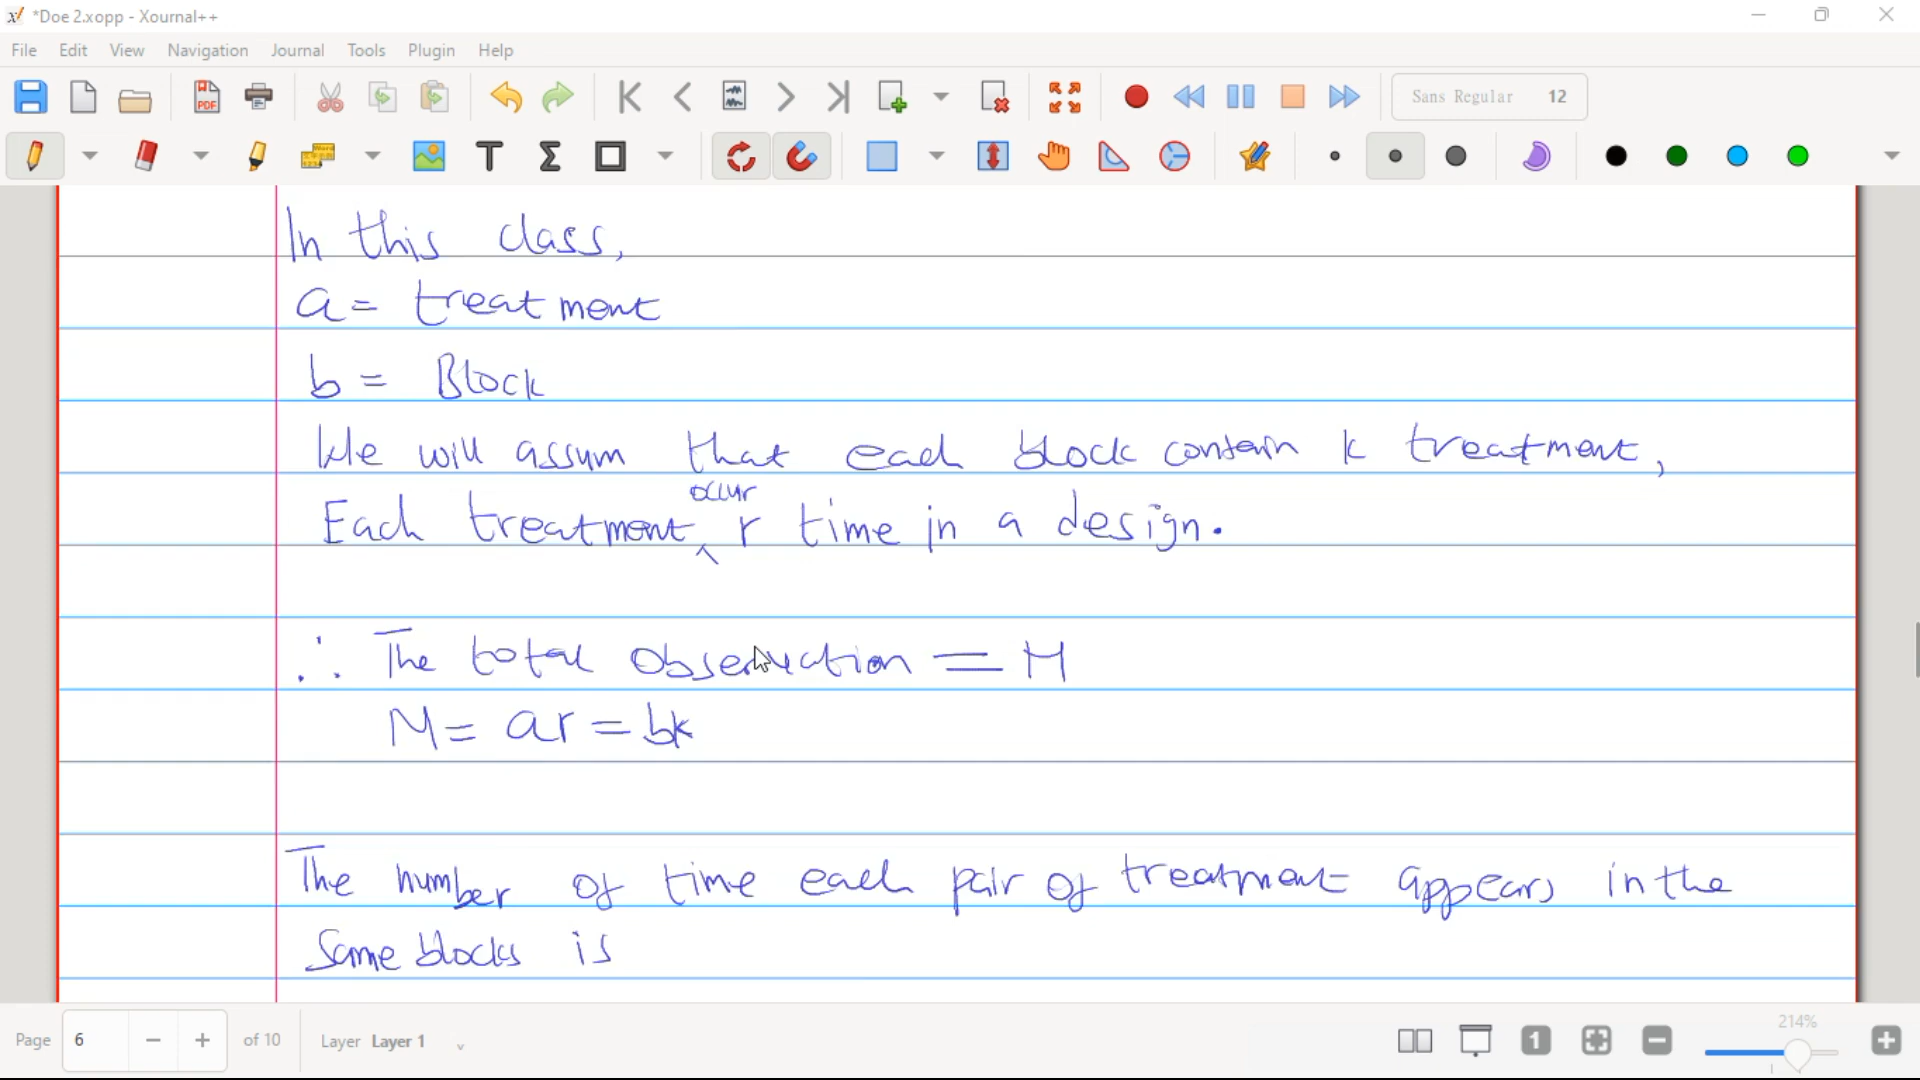 *Doe 2.xopp - Xournal++
File Edit View Navigation Journal Tools Plugin Help
Sans Regular 12
In this class,
a = treatment
b = Block
We will assum that each block contain k treatment,
occur
Each treatment ^ r time in a design.
∴ The total observation = M
M = ar = bk
The number of time each pair of treatment appears in the
Same blocks is
Page 6 of 10 Layer Layer 1 1 214%